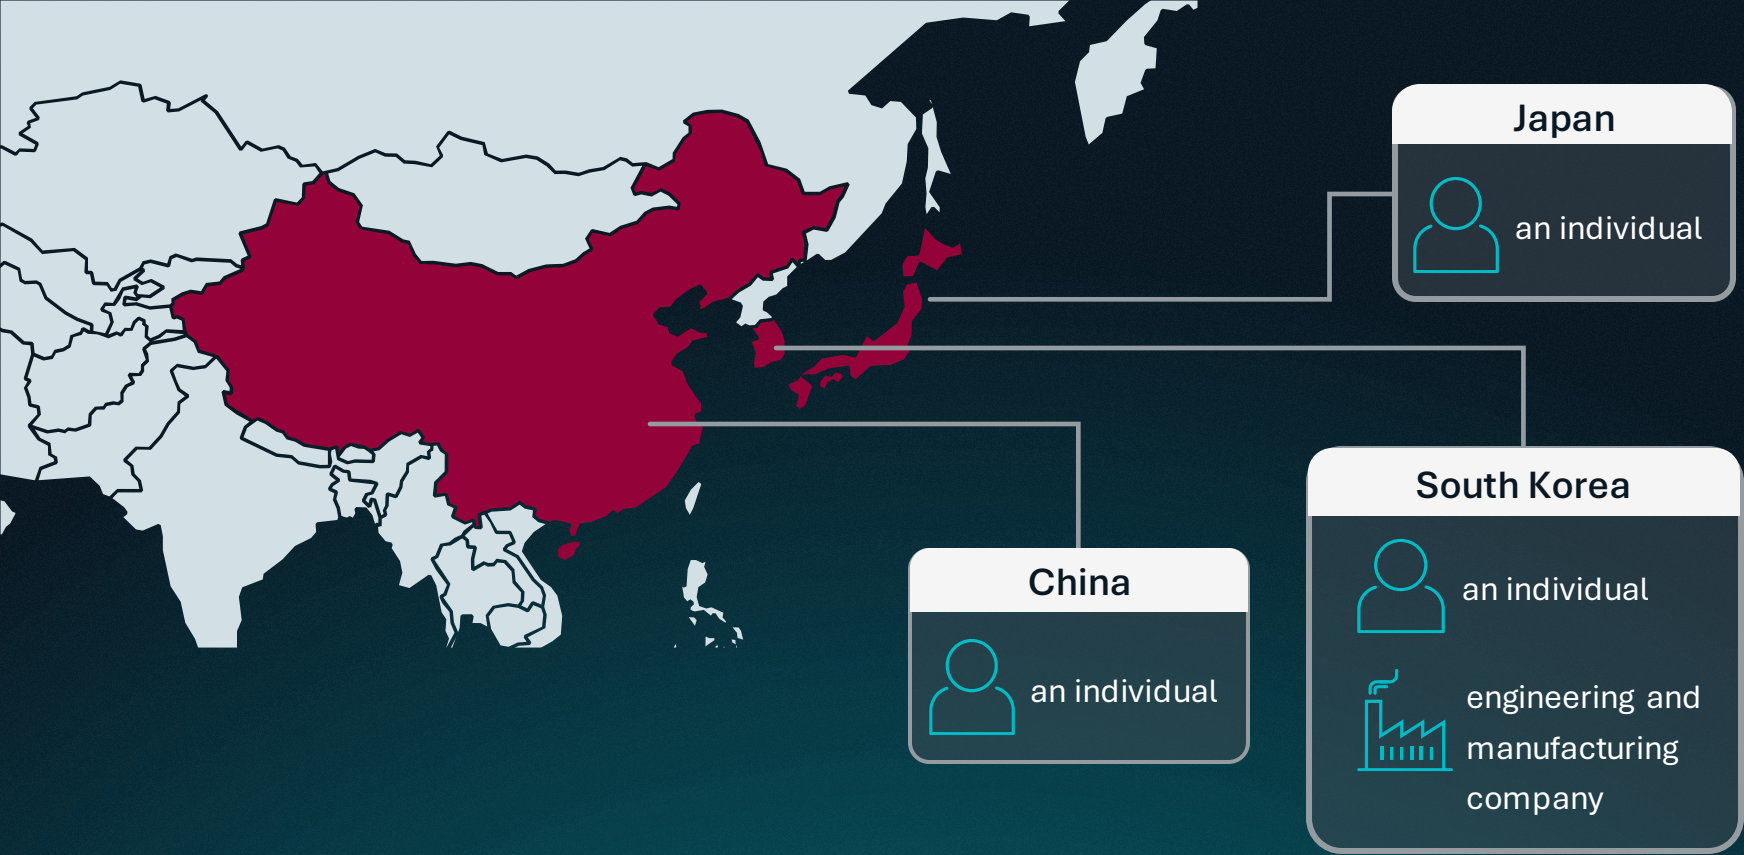 Japan
an individual
South Korea
an individual
engineering and
manufacturing
company
China
an individual